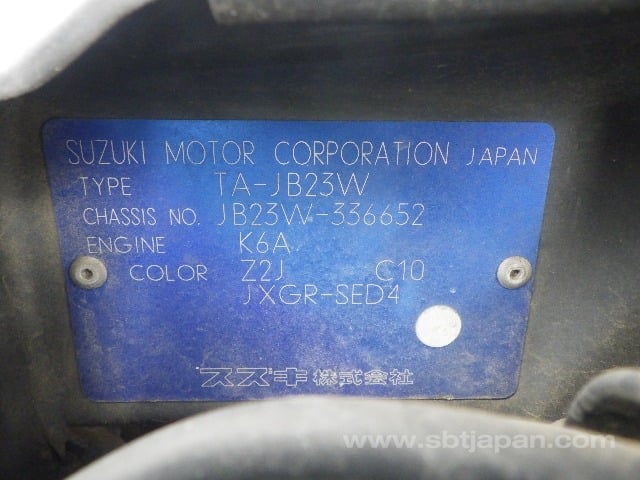 SUZUKI MOTOR CORPORATION JAPAN
TYPE TA-JB23W
CHASSIS NO. JB23W-336652
ENGINE K6A
COLOR Z2J C10
JXGR-SED4
スズキ株式会社
www.sbtjapan.com/